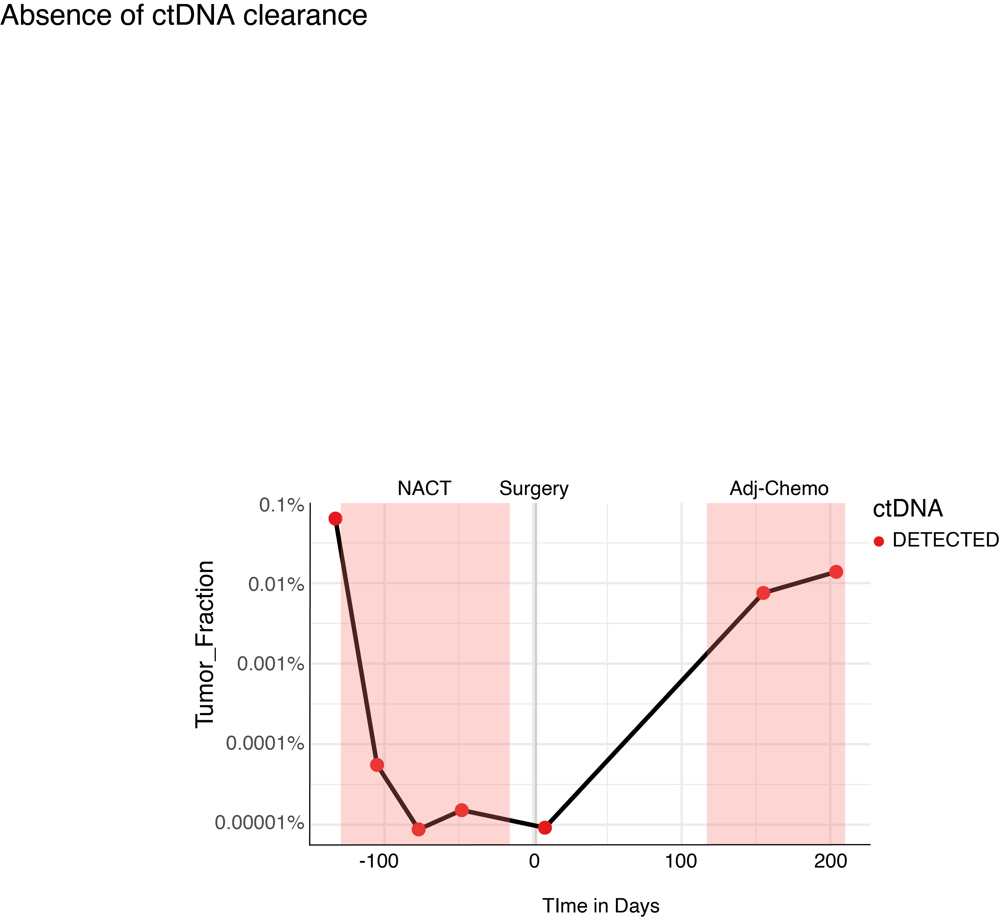 Absence of ctDNA clearance
NACT Surgery Adj-Chemo
ctDNA
DETECTED
Tumor_Fraction
0.1%
0.01%
0.001%
0.0001%
0.00001%
-100 0 100 200
TIme in Days